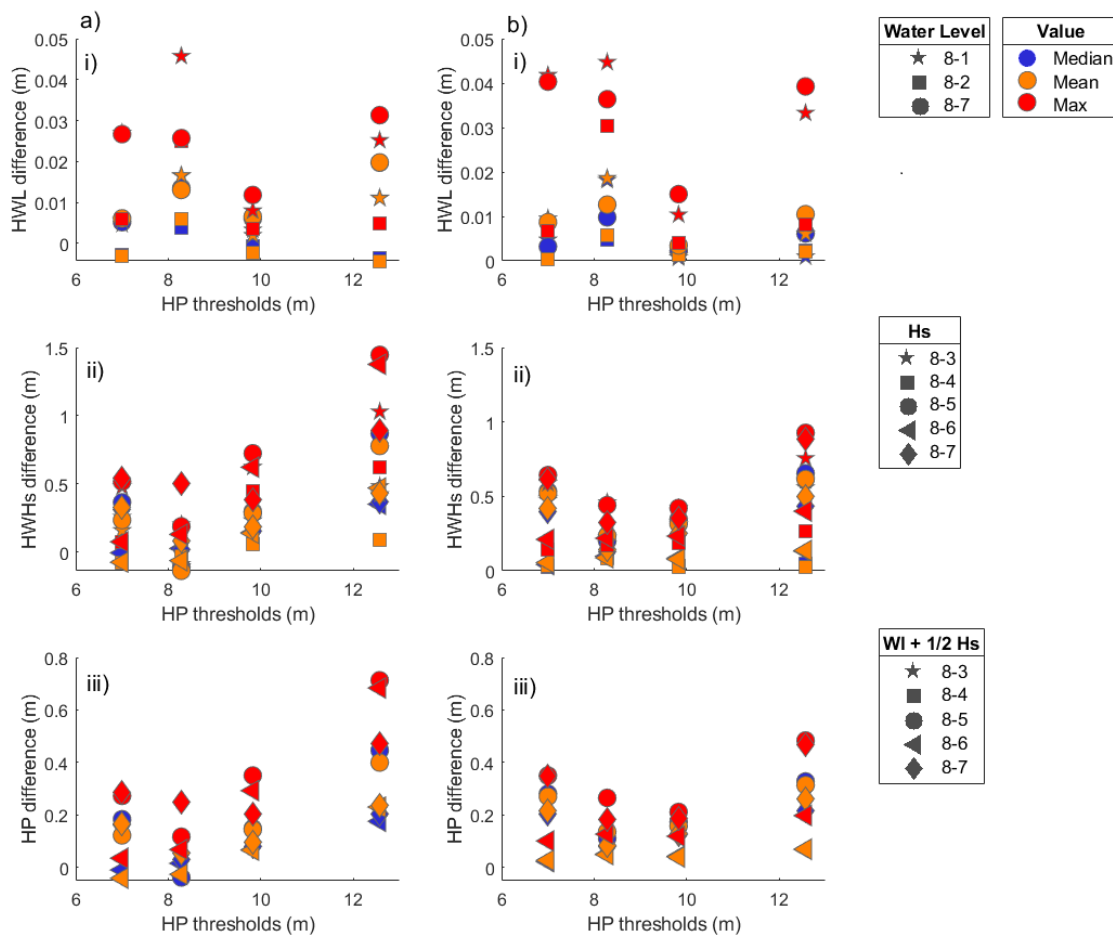 a)
i)
HWL difference (m)
0.05
0.04
0.03
0.02
0.01
0
6 8 10 12
HP thresholds (m)
b)
i)
HWL difference (m)
0.05
0.04
0.03
0.02
0.01
0
6 8 10 12
HP thresholds (m)
Water Level
8-1
8-2
8-7
Value
Median
Mean
Max
ii)
HWHs difference (m)
1.5
1
0.5
0
6 8 10 12
HP thresholds (m)
ii)
HWHs difference (m)
1.5
1
0.5
0
6 8 10 12
HP thresholds (m)
Hs
8-3
8-4
8-5
8-6
8-7
iii)
HP difference (m)
0.8
0.6
0.4
0.2
0
6 8 10 12
HP thresholds (m)
iii)
HP difference (m)
0.8
0.6
0.4
0.2
0
6 8 10 12
HP thresholds (m)
Wl + 1/2 Hs
8-3
8-4
8-5
8-6
8-7